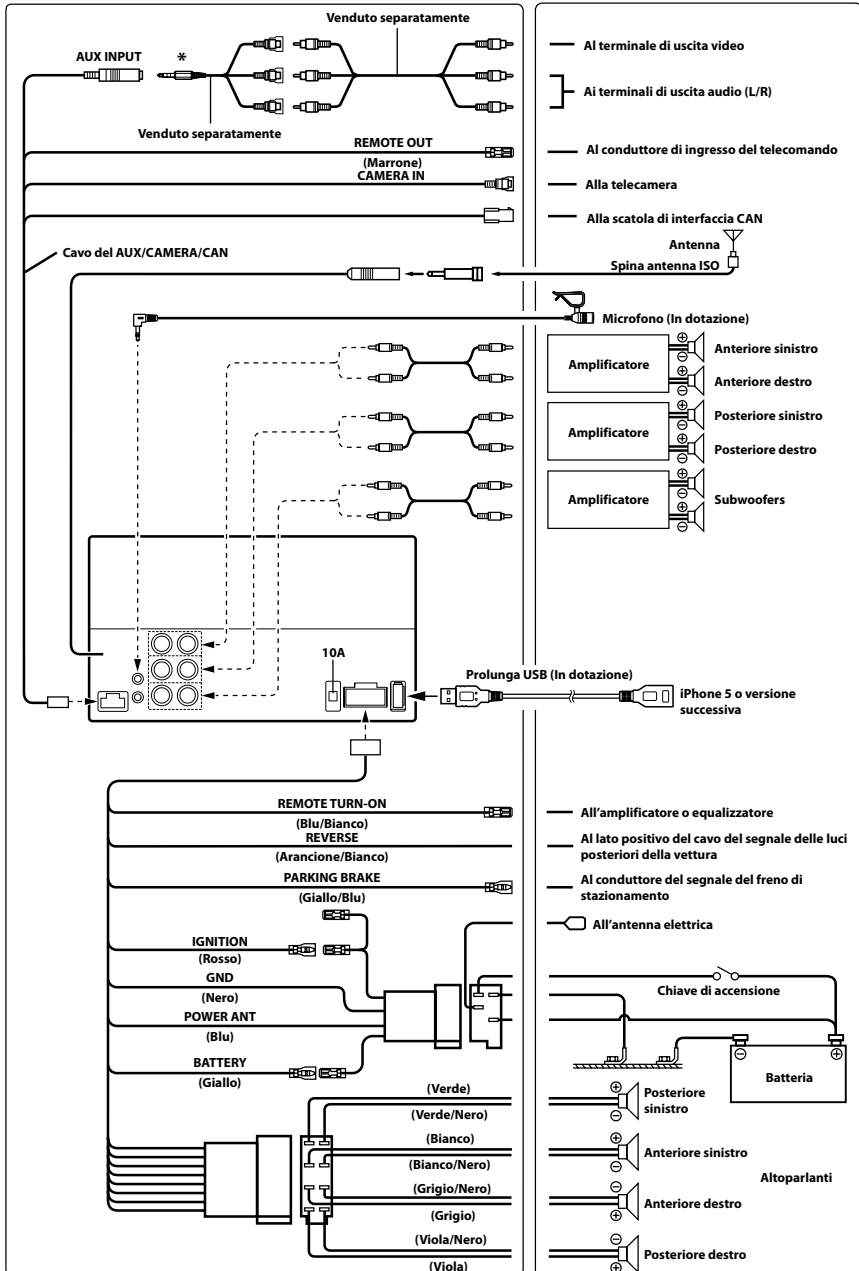 Venduto separatamente
AUX INPUT
*
Al terminale di uscita video
Ai terminali di uscita audio (L/R)
Venduto separatamente
REMOTE OUT
(Marrone)
Al conduttore di ingresso del telecomando
CAMERA IN
Alla telecamera
Alla scatola di interfaccia CAN
Cavo del AUX/CAMERA/CAN
Antenna
Spina antenna ISO
Microfono (In dotazione)
Amplificatore
⊕
Anteriore sinistro
⊖
⊕
Anteriore destro
⊖
Amplificatore
⊕
Posteriore sinistro
⊖
⊕
Posteriore destro
⊖
Amplificatore
⊕
⊖
Subwoofers
⊕
⊖
10A
Prolunga USB (In dotazione)
iPhone 5 o versione
successiva
REMOTE TURN-ON
(Blu/Bianco)
All'amplificatore o equalizzatore
REVERSE
(Arancione/Bianco)
Al lato positivo del cavo del segnale delle luci
posteriori della vettura
PARKING BRAKE
(Giallo/Blu)
Al conduttore del segnale del freno di
stazionamento
All'antenna elettrica
IGNITION
(Rosso)
GND
(Nero)
Chiave di accensione
POWER ANT
(Blu)
BATTERY
(Giallo)
⊖
⊕
Batteria
(Verde)
(Verde/Nero)
⊕
Posteriore
sinistro
⊖
(Bianco)
(Bianco/Nero)
⊕
Anteriore sinistro
⊖
Altoparlanti
(Grigio/Nero)
(Grigio)
⊖
Anteriore destro
⊕
(Viola/Nero)
(Viola)
⊖
Posteriore destro
⊕